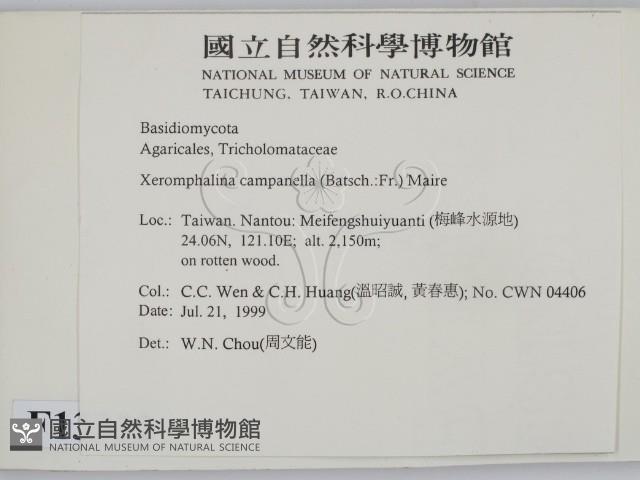 國立自然科學博物館
NATIONAL MUSEUM OF NATURAL SCIENCE
TAICHUNG, TAIWAN, R.O.CHINA
Basidiomycota
Agaricales, Tricholomataceae
Xeromphalina campanella (Batsch.:Fr.) Maire
Loc.: Taiwan. Nantou: Meifengshuiyuanti (梅峰水源地)
24.06N, 121.10E; alt. 2,150m;
on rotten wood.
Col.: C.C. Wen & C.H. Huang(溫昭誠, 黃春惠); No. CWN 04406
Date: Jul. 21, 1999
Det.: W.N. Chou(周文能)
國立自然科學博物館
NATIONAL MUSEUM OF NATURAL SCIENCE